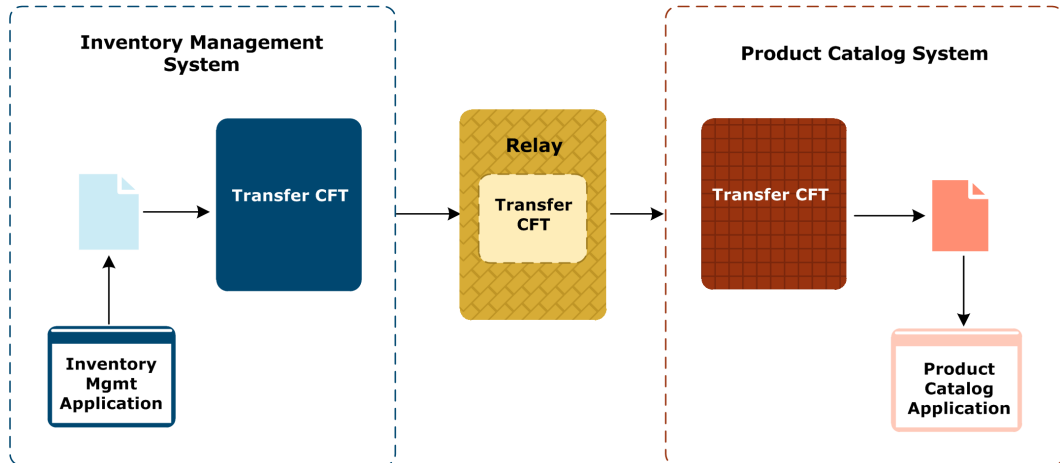 Inventory Management
System
Product Catalog System
Relay
Transfer CFT
Transfer
CFT
Transfer CFT
Inventory
Mgmt
Application
Product
Catalog
Application